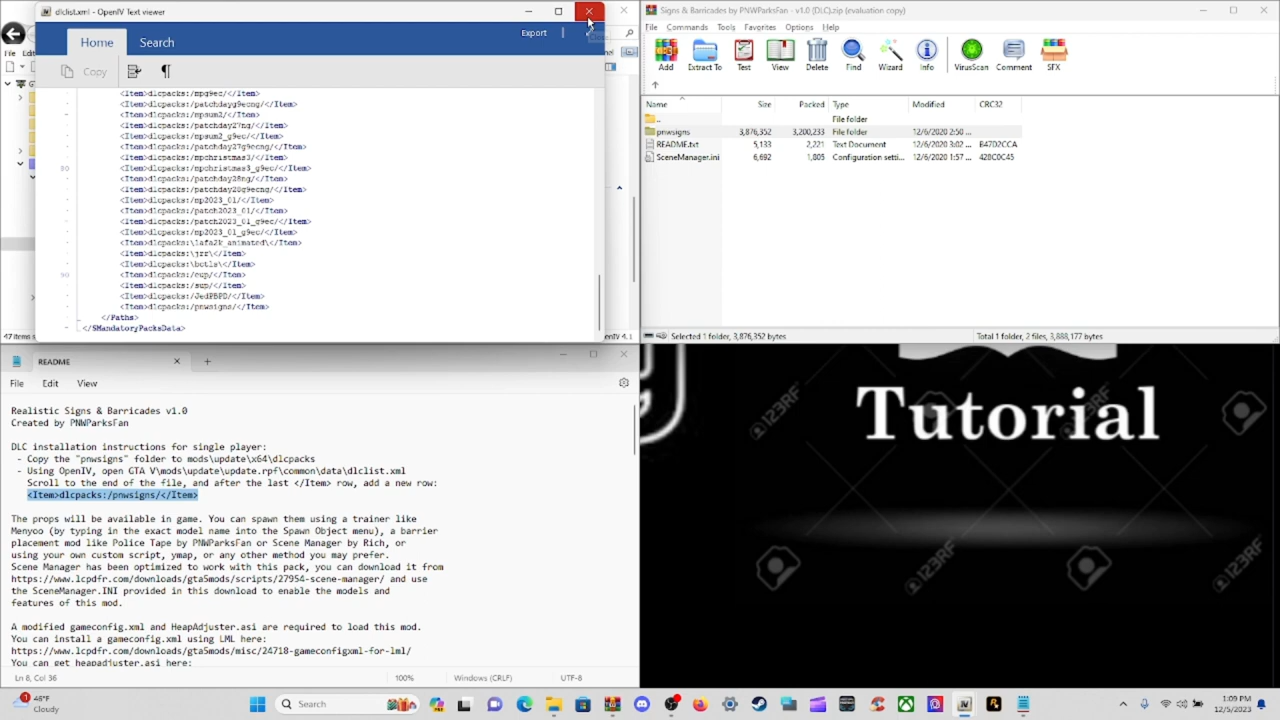 dlclist.xml - OpenIV Text viewer
Home
Search
Export
Copy
File
Edit
<Item>dlcpacks:/mpg9ec/</Item>
<Item>dlcpacks:/patchdayg9ecng/</Item>
<Item>dlcpacks:/mpsum2/</Item>
<Item>dlcpacks:/patchday27ng/</Item>
<Item>dlcpacks:/mpsum2_g9ec/</Item>
<Item>dlcpacks:/patchday27g9ecng/</Item>
<Item>dlcpacks:/mpchristmas3/</Item>
80 <Item>dlcpacks:/mpchristmas3_g9ec/</Item>
<Item>dlcpacks:/patchday28ng/</Item>
<Item>dlcpacks:/patchday28g9ecng/</Item>
<Item>dlcpacks:/mp2023_01/</Item>
<Item>dlcpacks:/patch2023_01/</Item>
<Item>dlcpacks:/patch2023_01_g9ec/</Item>
<Item>dlcpacks:/mp2023_01_g9ec/</Item>
<Item>dlcpacks:\lafa2k_animated\</Item>
<Item>dlcpacks:\jrr\</Item>
<Item>dlcpacks:\bctls\</Item>
90 <Item>dlcpacks:/eup/</Item>
<Item>dlcpacks:/sup/</Item>
<Item>dlcpacks:/JedPBPD/</Item>
<Item>dlcpacks:/pnwsigns/</Item>
</Paths>
</SMandatoryPacksData>
47 items
Signs & Barricades by PNWParksFan - v1.0 (DLC).zip (evaluation copy)
File Commands Tools Favorites Options Help
Add Extract To Test View Delete Find Wizard Info VirusScan Comment SFX
Name Size Packed Type Modified CRC32
.. File folder
pnwsigns 3,876,352 3,200,233 File folder 12/6/2020 2:50 ...
README.txt 5,133 2,221 Text Document 12/6/2020 3:02 ... B47D2CCA
SceneManager.ini 6,692 1,805 Configuration setti... 12/6/2020 1:57 ... 428C0C45
Selected 1 folder, 3,876,352 bytes
Total 1 folder, 2 files, 3,888,177 bytes
README
File Edit View
Realistic Signs & Barricades v1.0
Created by PNWParksFan
DLC installation instructions for single player:
- Copy the "pnwsigns" folder to mods\update\x64\dlcpacks
- Using OpenIV, open GTA V\mods\update\update.rpf\common\data\dlclist.xml
Scroll to the end of the file, and after the last </Item> row, add a new row:
<Item>dlcpacks:/pnwsigns/</Item>
The props will be available in game. You can spawn them using a trainer like
Menyoo (by typing in the exact model name into the Spawn Object menu), a barrier
placement mod like Police Tape by PNWParksFan or Scene Manager by Rich, or
using your own custom script, ymap, or any other method you may prefer.
Scene Manager has been optimized to work with this pack, you can download it from
https://www.lcpdfr.com/downloads/gta5mods/scripts/27954-scene-manager/ and use
the SceneManager.INI provided in this download to enable the models and
features of this mod.
A modified gameconfig.xml and HeapAdjuster.asi are required to load this mod.
You can install a gameconfig.xml using LML here:
https://www.lcpdfr.com/downloads/gta5mods/misc/24718-gameconfigxml-for-lml/
You can get heapadjuster.asi here:
Ln 8, Col 36
100%
Windows (CRLF)
UTF-8
Tutorial
123RF
123RF
123RF
123RF
1
46°F
Cloudy
Search
1:09 PM
12/5/2023